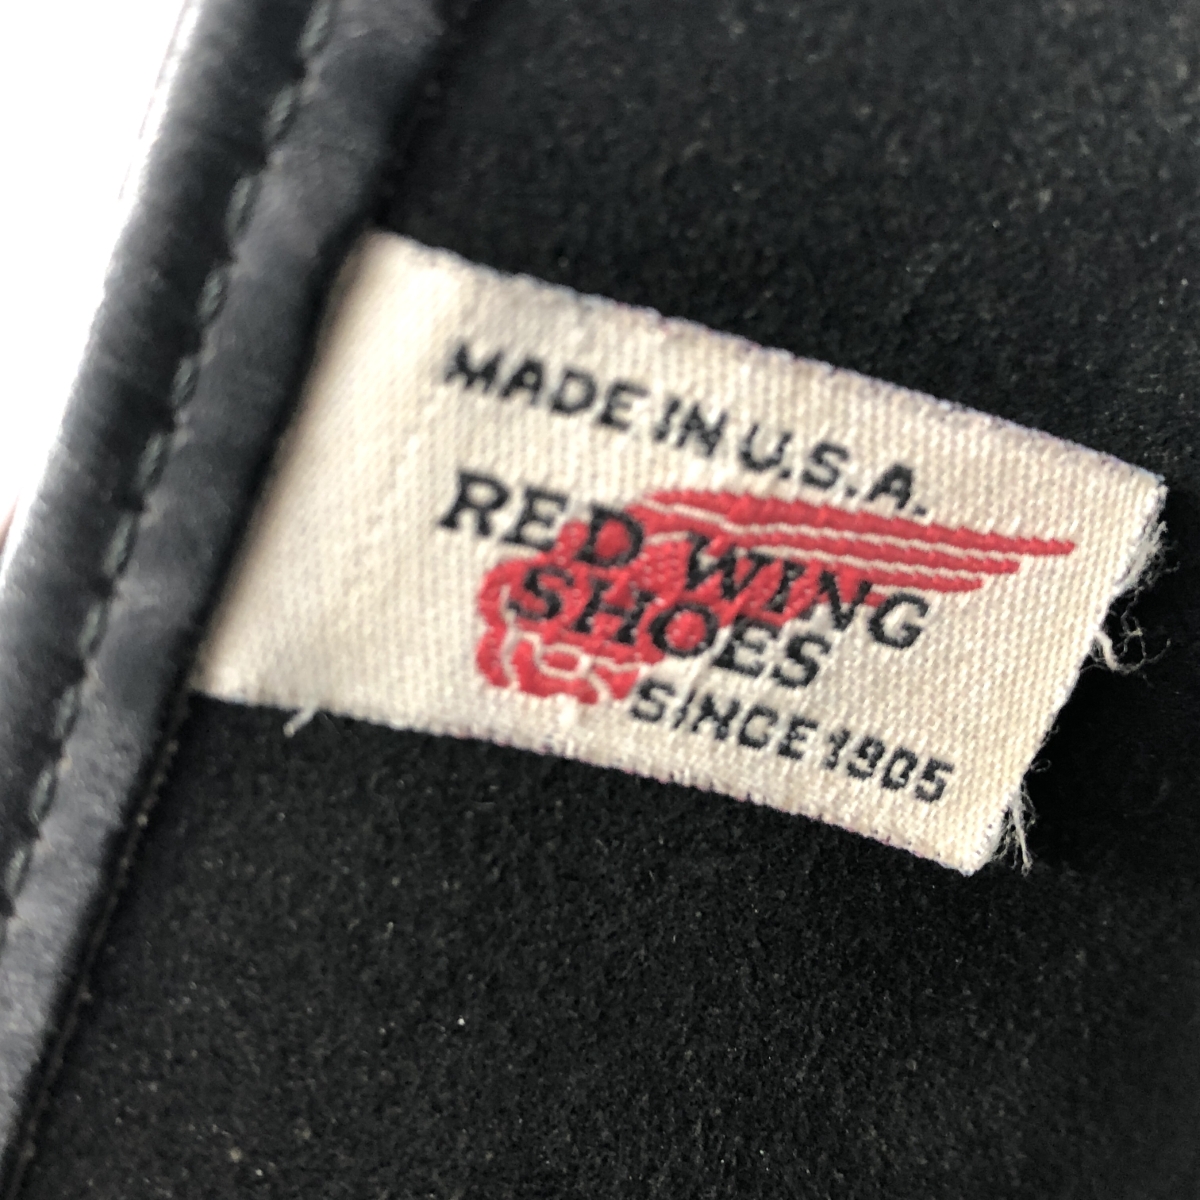 MADE IN U.S.A.
RED WING
SHOES
SINCE 1905